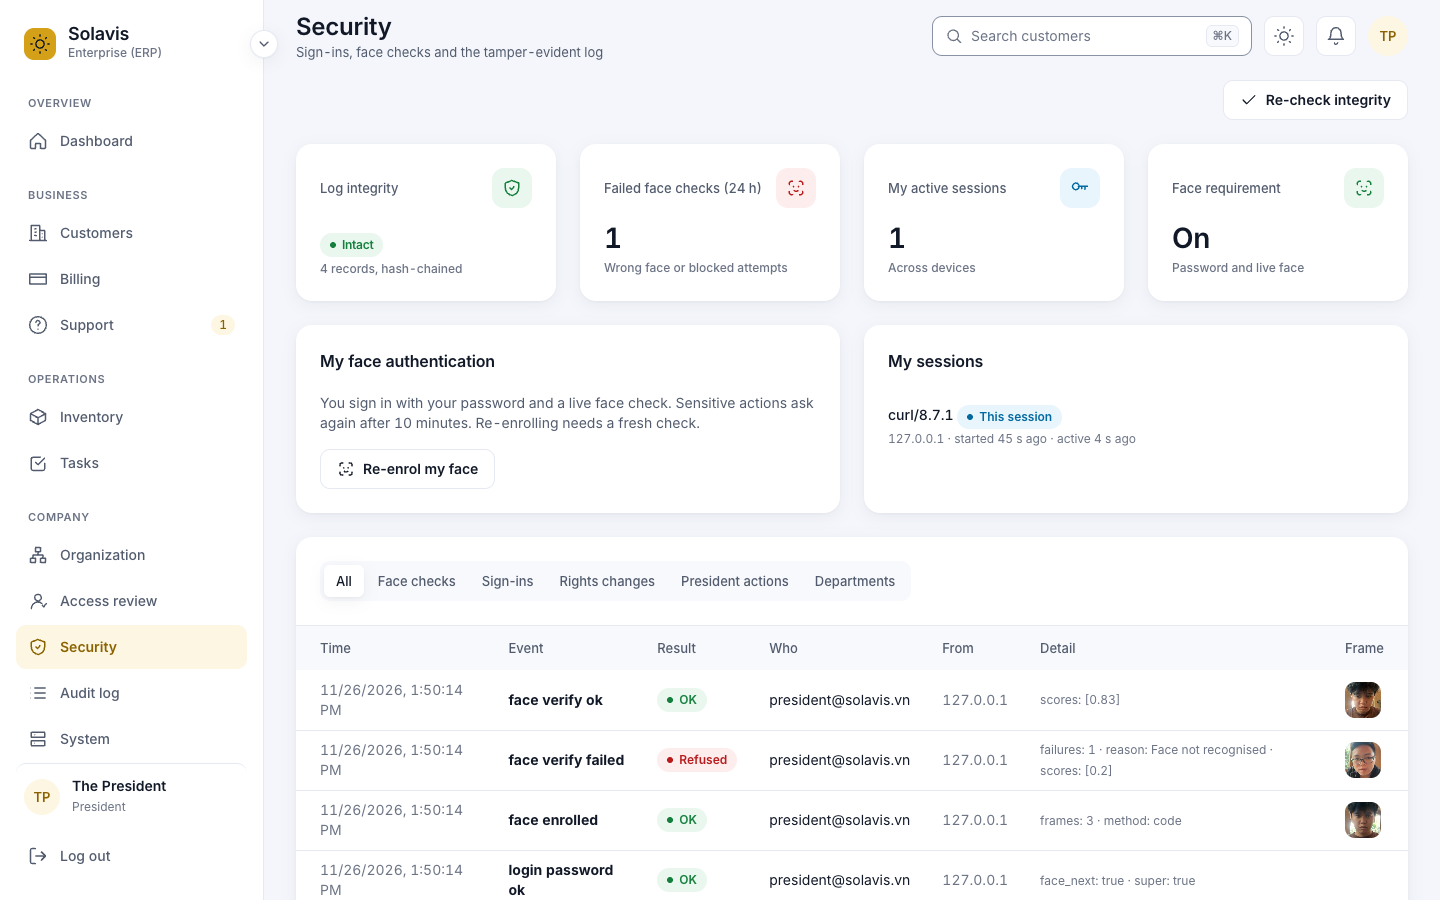 Solavis
Enterprise (ERP)
OVERVIEW
Dashboard
BUSINESS
Customers
Billing
Support
1
OPERATIONS
Inventory
Tasks
COMPANY
Organization
Access review
Security
Audit log
System
TP
The President
President
Log out
Security
Sign-ins, face checks and the tamper-evident log
Search customers
⌘K
TP
Re-check integrity
Log integrity
Intact
4 records, hash-chained
Failed face checks (24 h)
1
Wrong face or blocked attempts
My active sessions
1
Across devices
Face requirement
On
Password and live face
My face authentication
You sign in with your password and a live face check. Sensitive actions ask
again after 10 minutes. Re-enrolling needs a fresh check.
Re-enrol my face
My sessions
curl/8.7.1 This session
127.0.0.1 · started 45 s ago · active 4 s ago
All Face checks Sign-ins Rights changes President actions Departments
Time Event Result Who From Detail Frame
11/26/2026, 1:50:14
PM
face verify ok
OK
president@solavis.vn
127.0.0.1
scores: [0.83]
11/26/2026, 1:50:14
PM
face verify failed
Refused
president@solavis.vn
127.0.0.1
failures: 1 · reason: Face not recognised ·
scores: [0.2]
11/26/2026, 1:50:14
PM
face enrolled
OK
president@solavis.vn
127.0.0.1
frames: 3 · method: code
11/26/2026, 1:50:14
PM
login password
ok
OK
president@solavis.vn
127.0.0.1
face_next: true · super: true